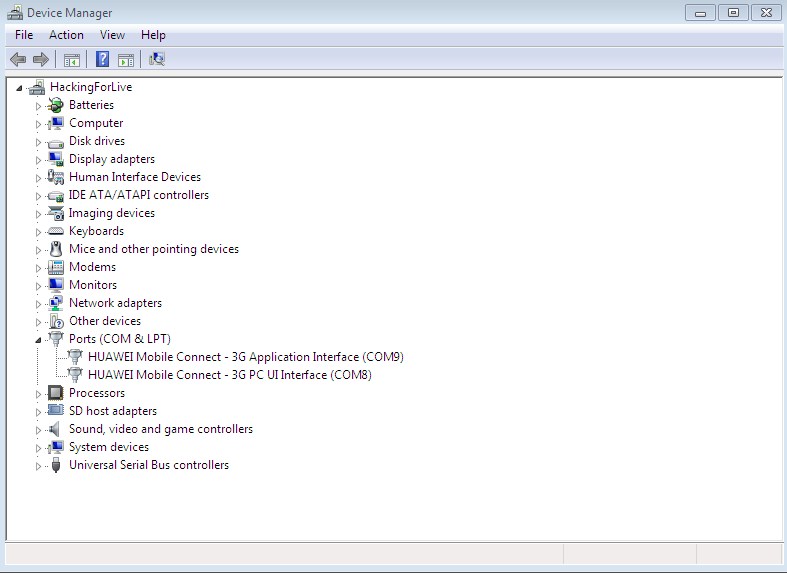 Device Manager
File Action View Help
HackingForLive
Batteries
Computer
Disk drives
Display adapters
Human Interface Devices
IDE ATA/ATAPI controllers
Imaging devices
Keyboards
Mice and other pointing devices
Modems
Monitors
Network adapters
Other devices
Ports (COM & LPT)
HUAWEI Mobile Connect - 3G Application Interface (COM9)
HUAWEI Mobile Connect - 3G PC UI Interface (COM8)
Processors
SD host adapters
Sound, video and game controllers
System devices
Universal Serial Bus controllers